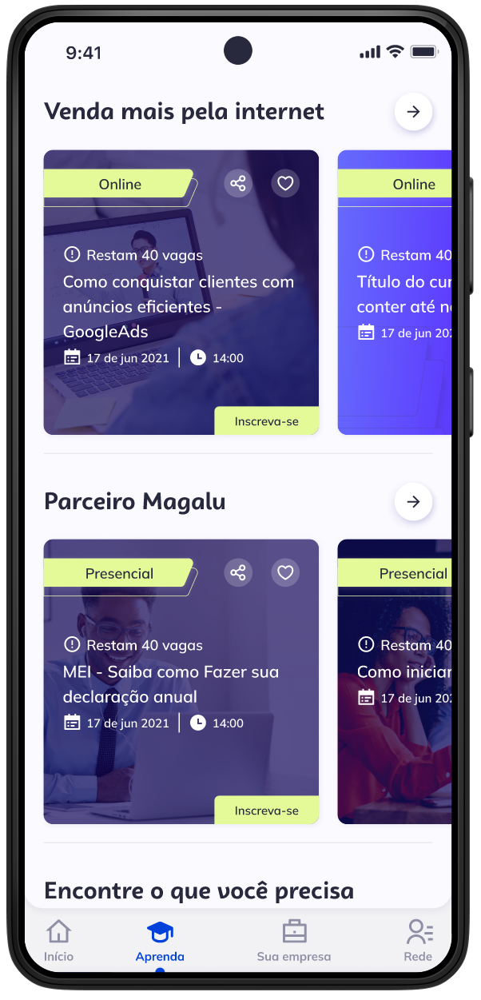 9:41
Venda mais pela internet
Online
Restam 40 vagas
Como conquistar clientes com
anúncios eficientes -
GoogleAds
17 de jun 2021
14:00
Inscreva-se
Online
Restam 40
Título do
conter até
17 de jun
Parceiro Magalu
Presencial
Restam 40 vagas
MEI - Saiba como Fazer sua
declaração anual
17 de jun 2021
14:00
Inscreva-se
Presencial
Restam 40
Como iniciar
17 de jun
Encontre o que você precisa
Início
Aprenda
Sua empresa
Rede